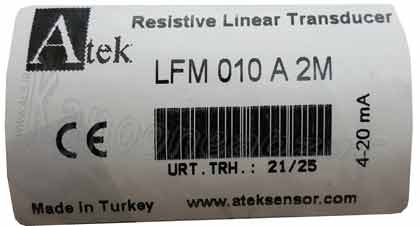 Atek
Resistive Linear Transducer
LFM 010 A 2M
4-20 mA
CE
URT.TRH.: 21/25
Made in Turkey
www.ateksensor.com